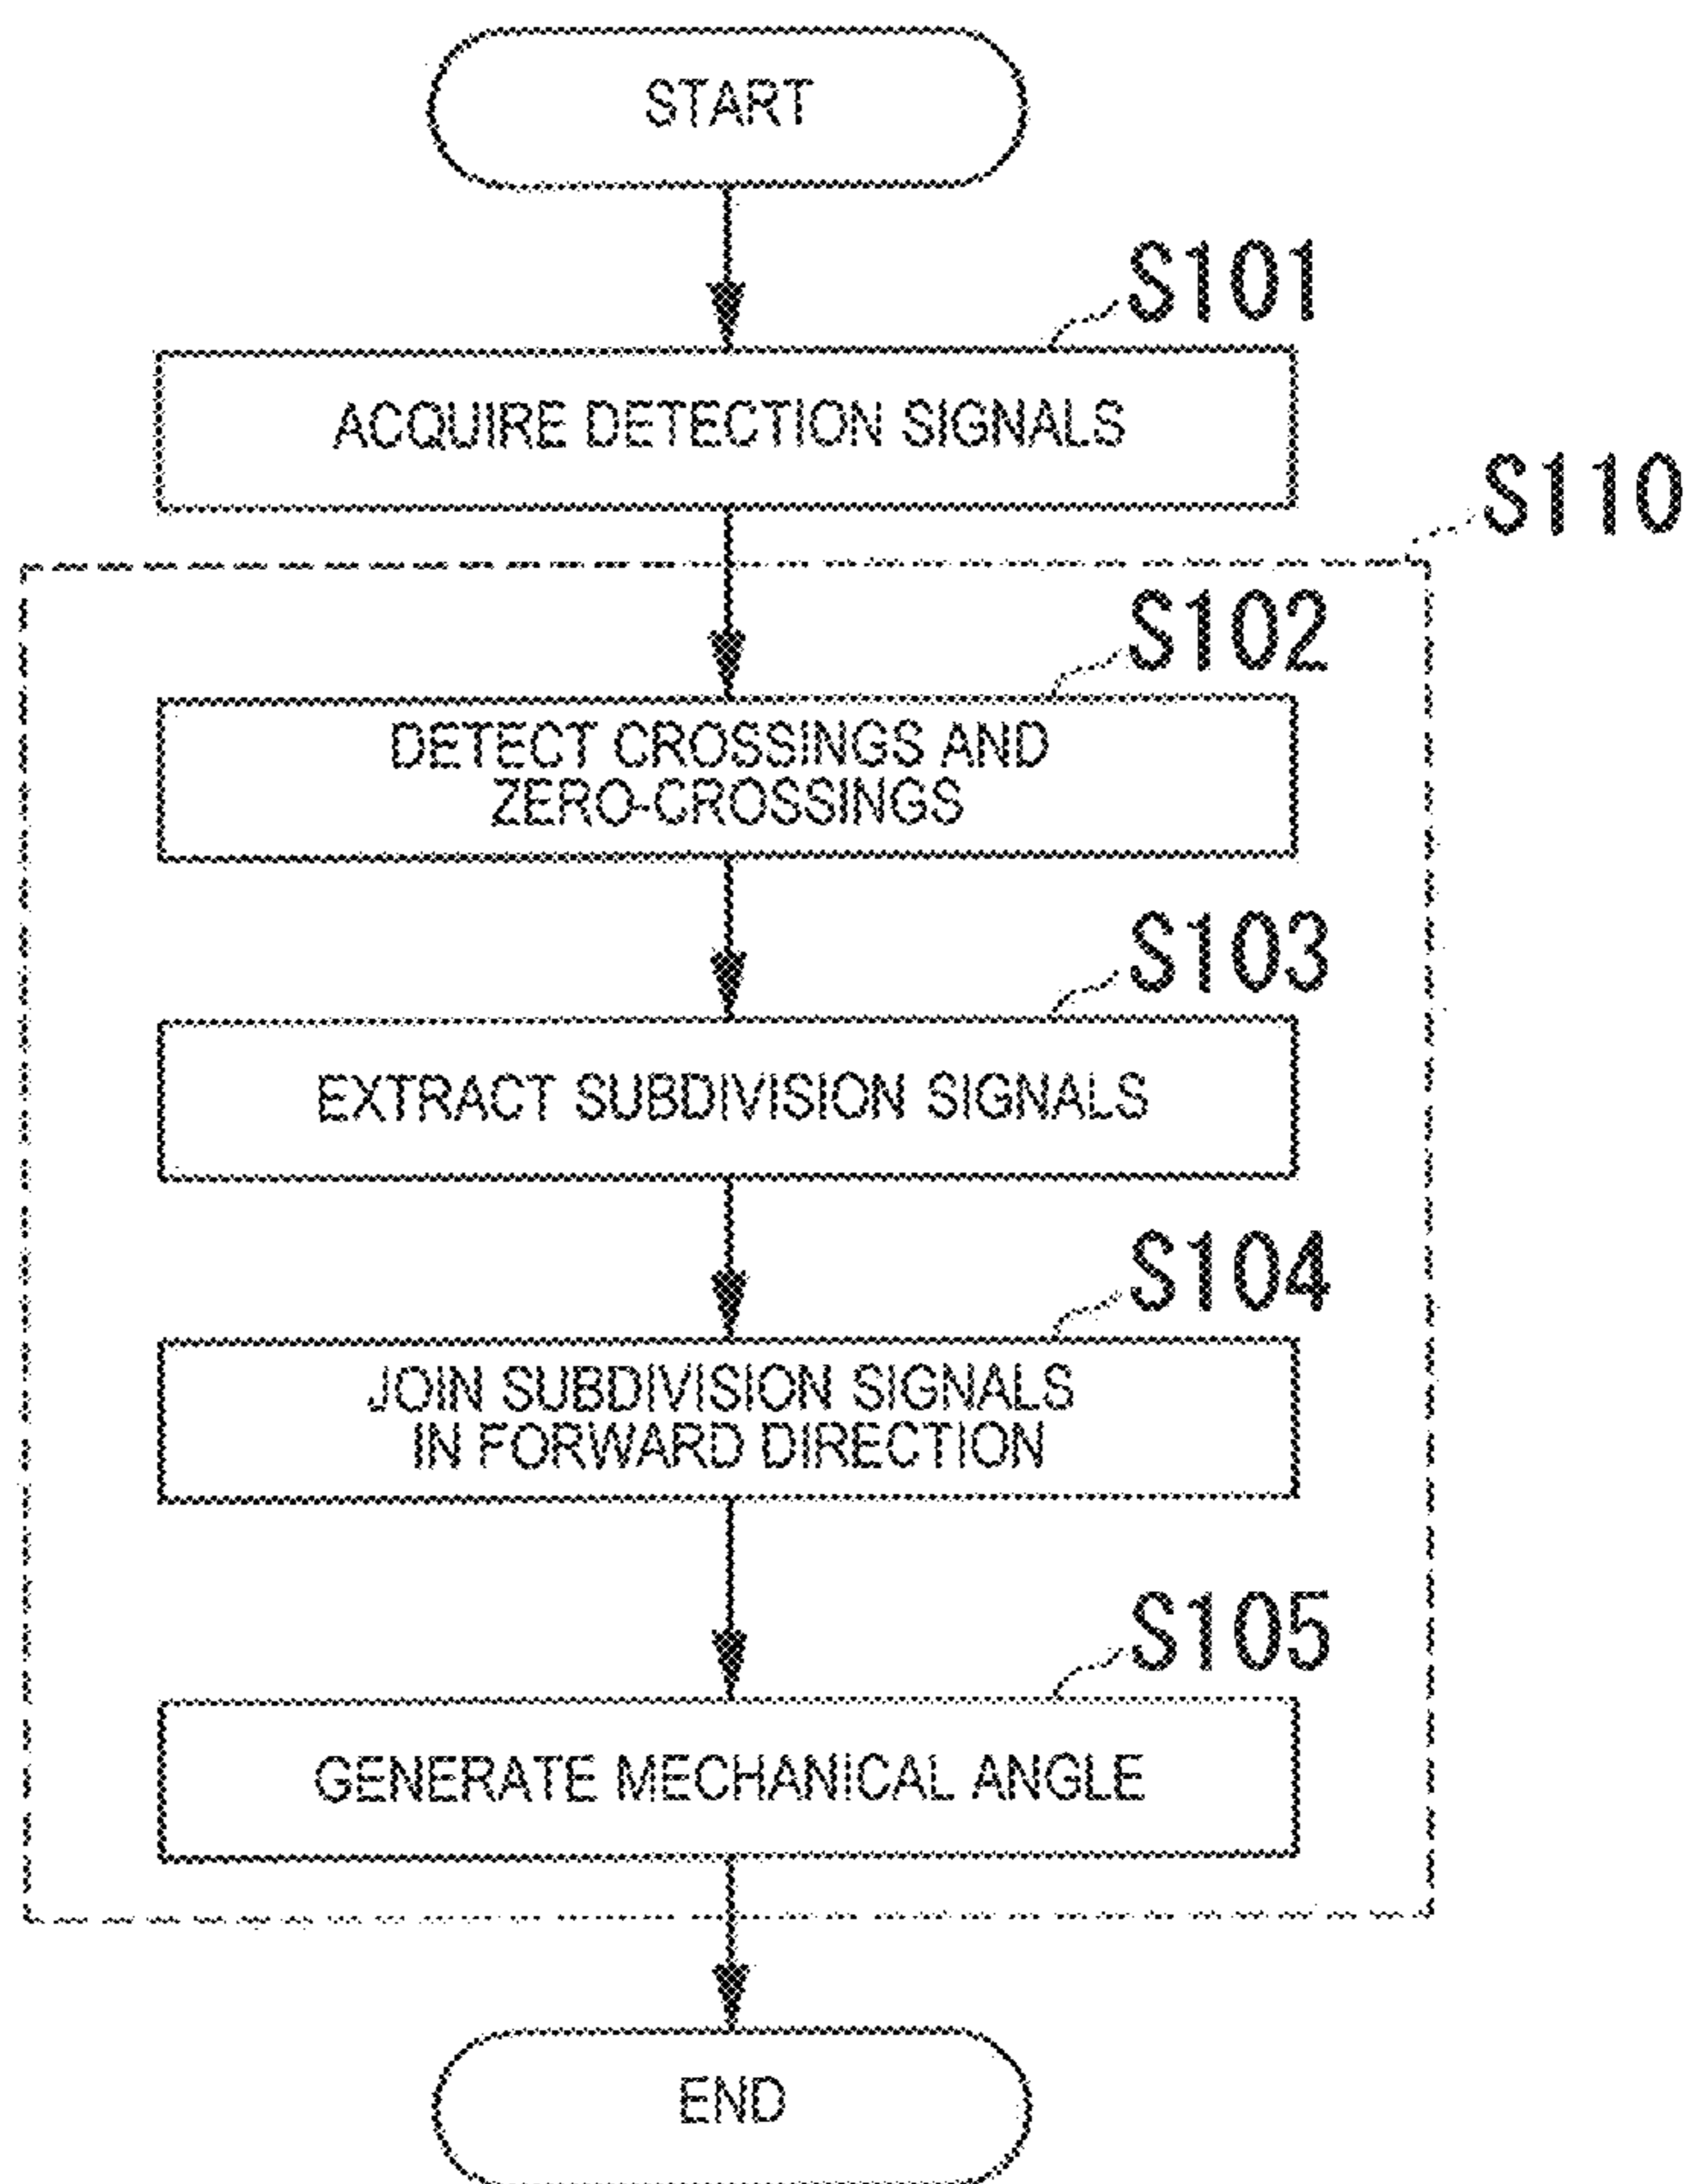 START
S101
ACQUIRE DETECTION SIGNALS
S110
S102
DETECT CROSSINGS AND
ZERO-CROSSINGS
S103
EXTRACT SUBDIVISION SIGNALS
S104
JOIN SUBDIVISION SIGNALS
IN FORWARD DIRECTION
S105
GENERATE MECHANICAL ANGLE
END